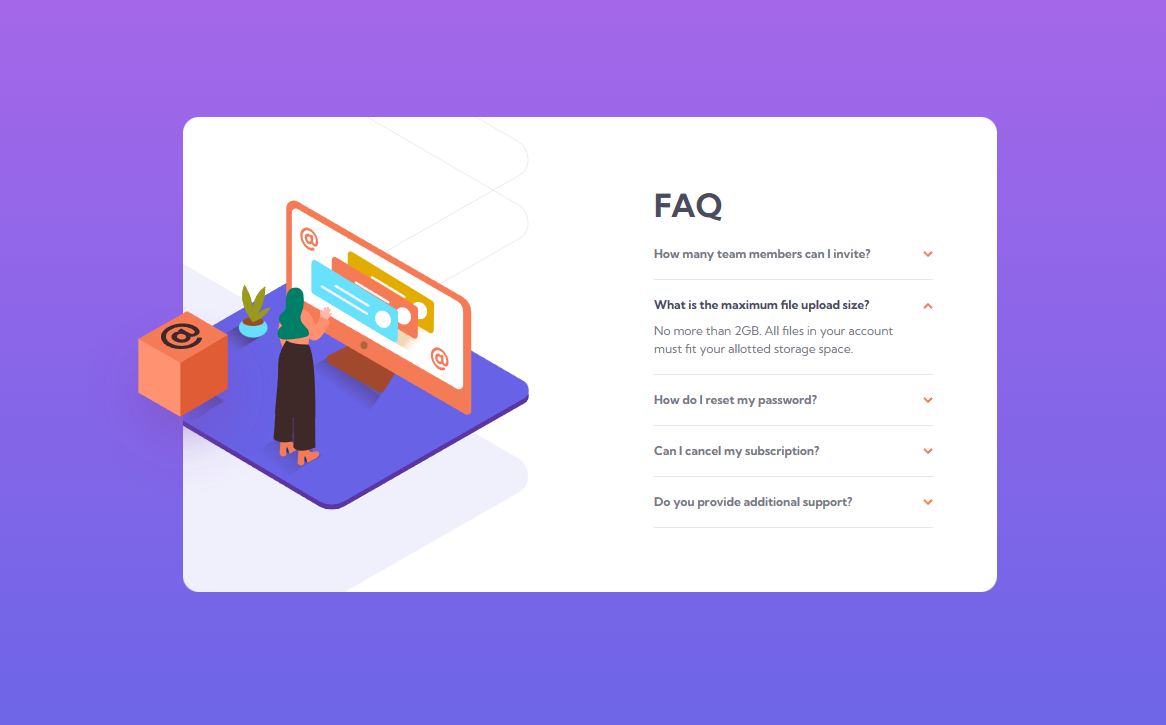 FAQ
How many team members can I invite?
What is the maximum file upload size?
No more than 2GB. All files in your account
must fit your allotted storage space.
How do I reset my password?
Can I cancel my subscription?
Do you provide additional support?
@
@
@